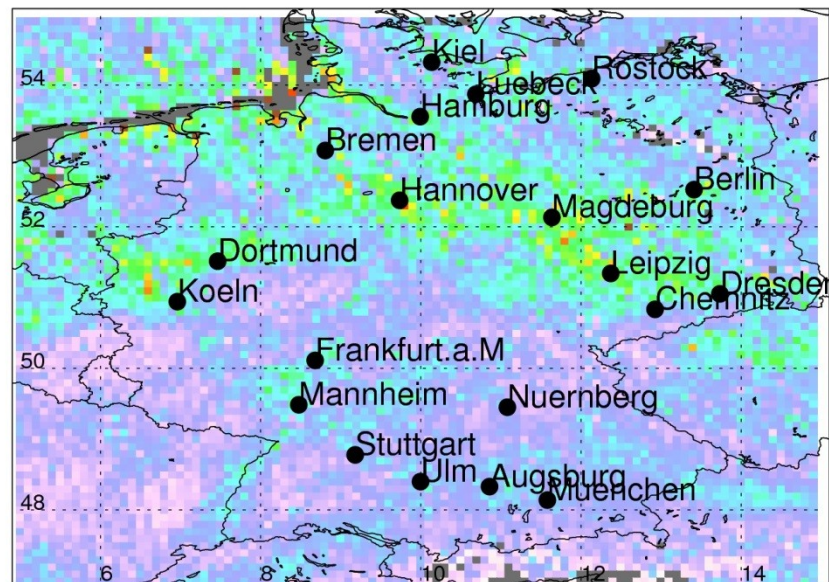 Kiel
54
Rostock
Luebeck
Hamburg
Bremen
Berlin
Hannover
Magdeburg
52
Dortmund
Leipzig
Dresden
Koeln
Chemnitz
Frankfurt.a.M
50
Mannheim
Nuernberg
Stuttgart
Ulm
Augsburg
Muenchen
48
6 8 10 12 14